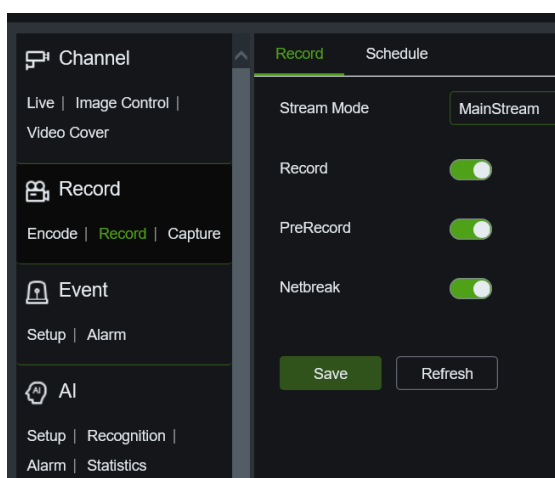 Channel
Live | Image Control |
Video Cover
Record
Encode | Record | Capture
Event
Setup | Alarm
AI
Setup | Recognition |
Alarm | Statistics
Record Schedule
Stream Mode MainStream
Record
PreRecord
Netbreak
Save Refresh